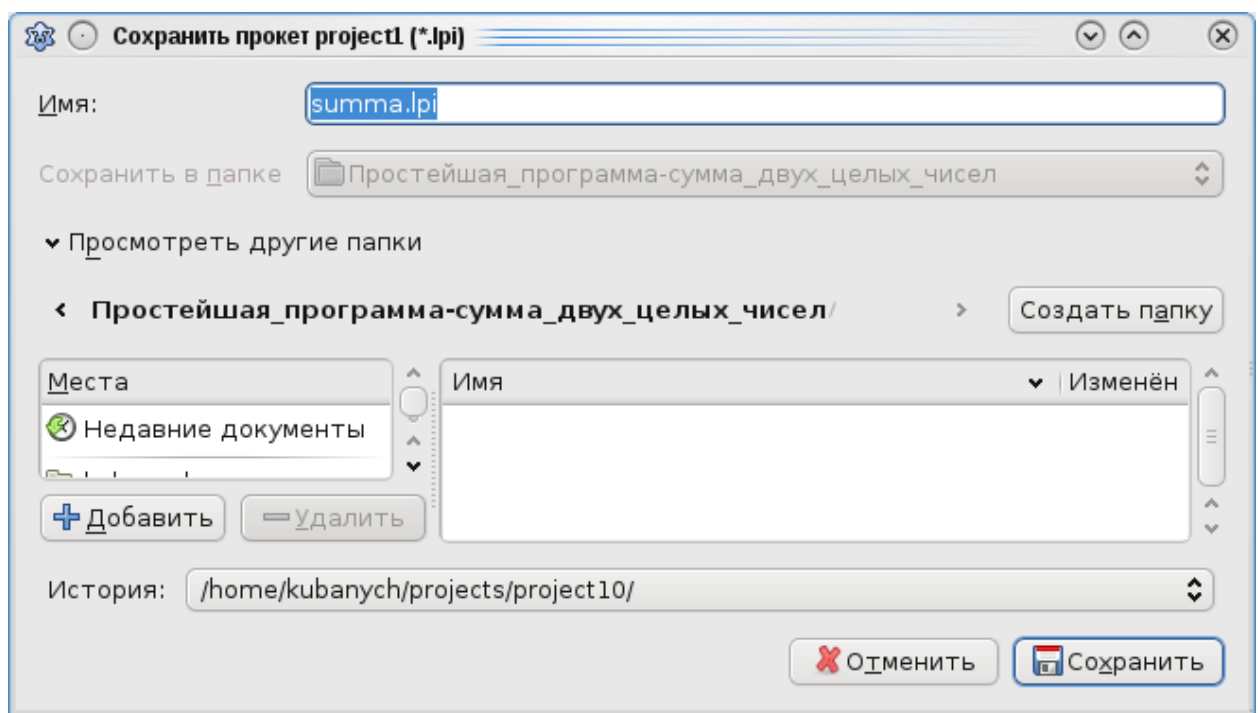 Сохранить прокет project1 (*.lpi)
Имя: summa.lpi
Сохранить в папке Простейшая_программа-сумма_двух_целых_чисел
Просмотреть другие папки
Простейшая_программа-сумма_двух_целых_чисел/ Создать папку
Места Имя Изменён
Недавние документы
Добавить Удалить
История: /home/kubanych/projects/project10/
Отменить Сохранить